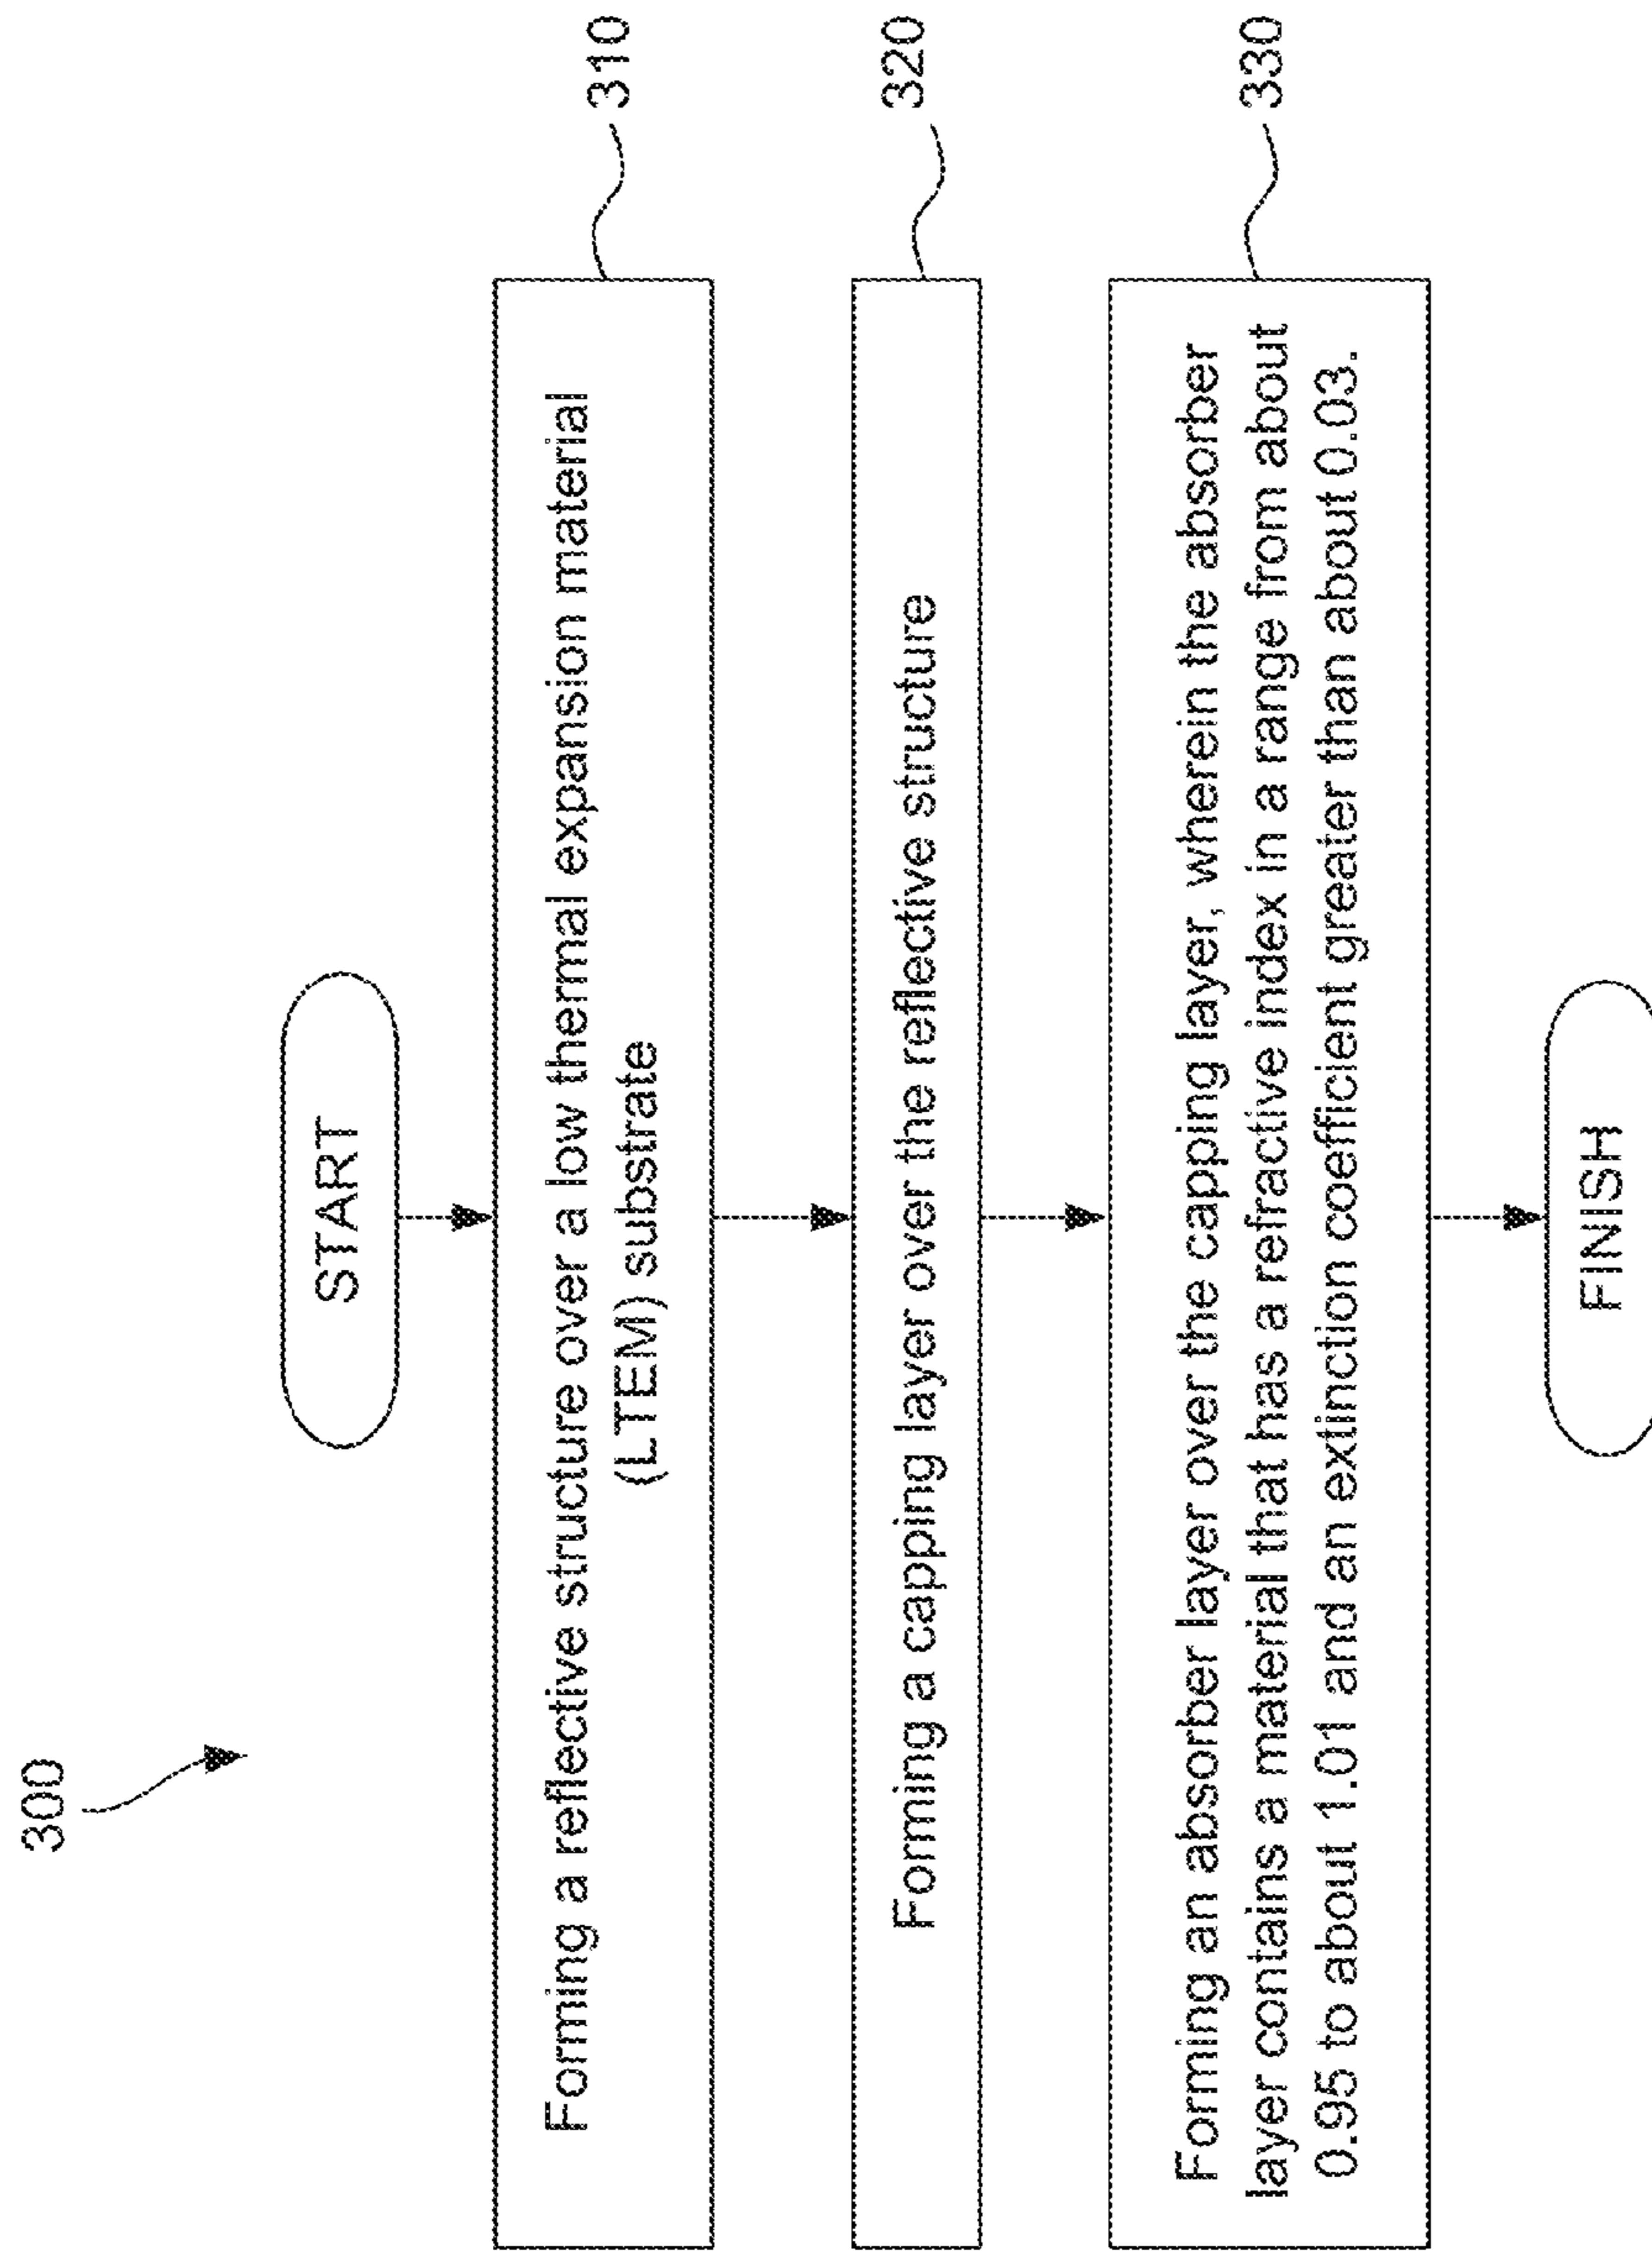 300
START
Forming a reflective structure over a low thermal expansion material
(LTEM) substrate
310
Forming a capping layer over the reflective structure
320
Forming an absorber layer over the capping layer, wherein the absorber
layer contains a material that has a refractive index in a range from about
0.95 to about 1.01 and an extinction coefficient greater than about 0.03.
330
FINISH